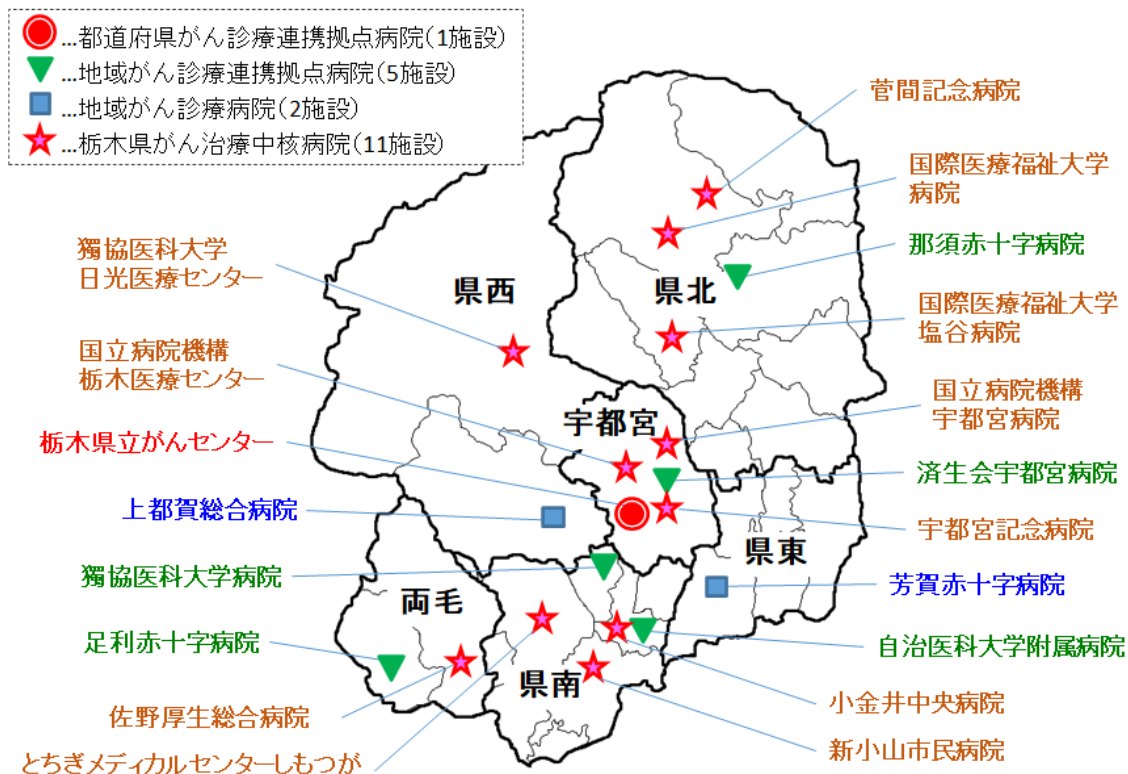 …都道府県がん診療連携拠点病院(1施設)
…地域がん診療連携拠点病院(5施設)
…地域がん診療病院(2施設)
…栃木県がん治療中核病院(11施設)
菅間記念病院
国際医療福祉大学
病院
那須赤十字病院
国際医療福祉大学
塩谷病院
国立病院機構
宇都宮病院
済生会宇都宮病院
宇都宮記念病院
芳賀赤十字病院
自治医科大学附属病院
小金井中央病院
新小山市民病院
獨協医科大学
日光医療センター
国立病院機構
栃木医療センター
栃木県立がんセンター
上都賀総合病院
獨協医科大学病院
足利赤十字病院
佐野厚生総合病院
とちぎメディカルセンターしもつが
県西
県北
宇都宮
県東
両毛
県南